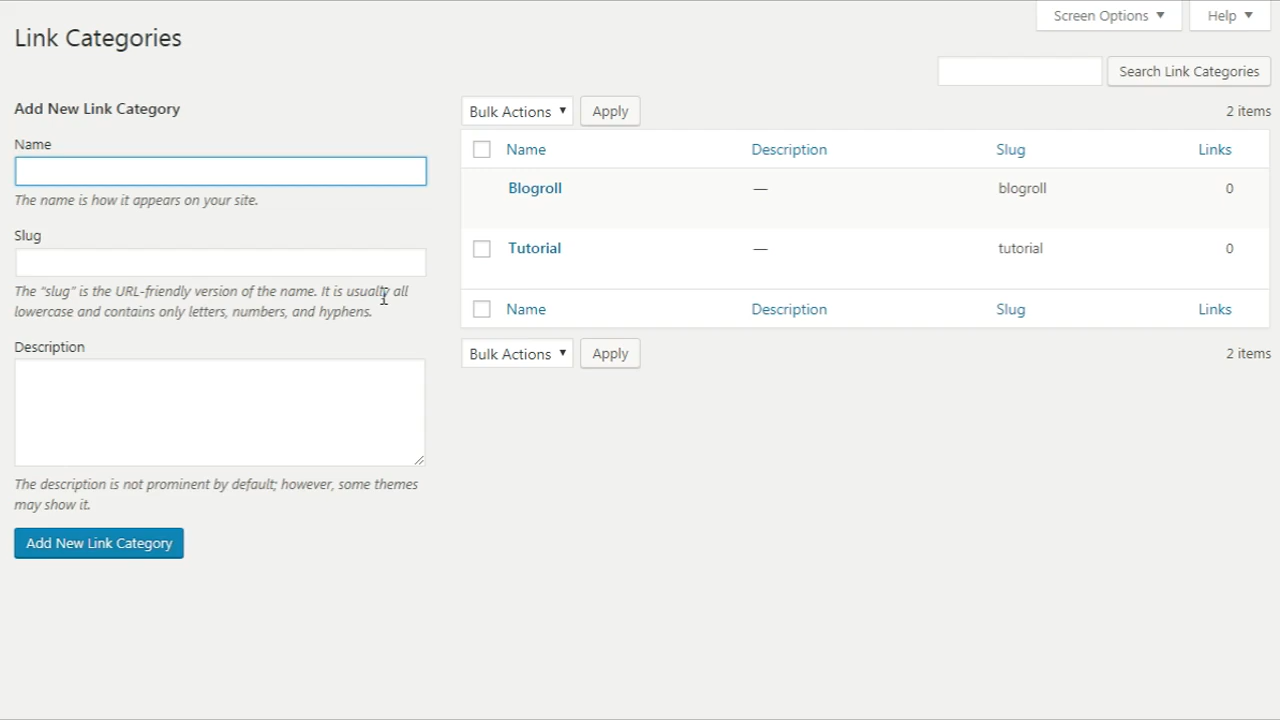 Screen Options ▼
Help ▼
Link Categories
Search Link Categories
Add New Link Category
Name
The name is how it appears on your site.
Slug
The “slug” is the URL-friendly version of the name. It is usually all
lowercase and contains only letters, numbers, and hyphens.
Description
The description is not prominent by default; however, some themes
may show it.
Add New Link Category
Bulk Actions ▼ Apply 2 items
Name Description Slug Links
Blogroll — blogroll 0
Tutorial — tutorial 0
Name Description Slug Links
Bulk Actions ▼ Apply 2 items